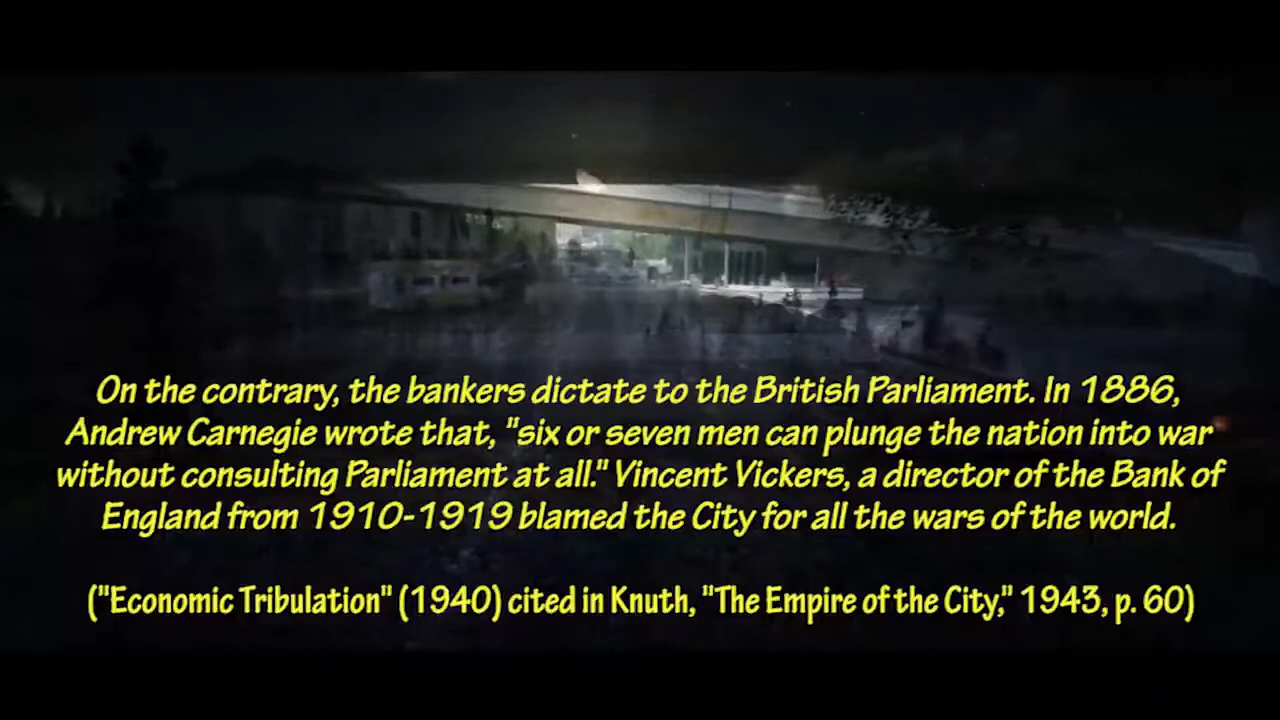 On the contrary, the bankers dictate to the British Parliament. In 1886,
Andrew Carnegie wrote that, "six or seven men can plunge the nation into war
without consulting Parliament at all." Vincent Vickers, a director of the Bank of
England from 1910-1919 blamed the City for all the wars of the world.
("Economic Tribulation" (1940) cited in Knuth, "The Empire of the City," 1943, p. 60)